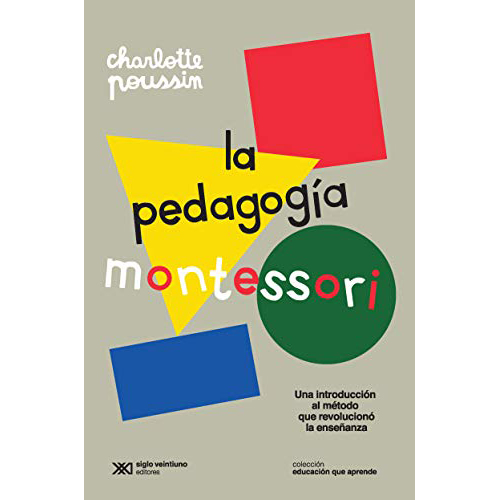 charlotte
poussin
la
pedagogía
montessori
Una introducción
al método
que revolucionó
la enseñanza
siglo veintiuno
editores
colección
educación que aprende